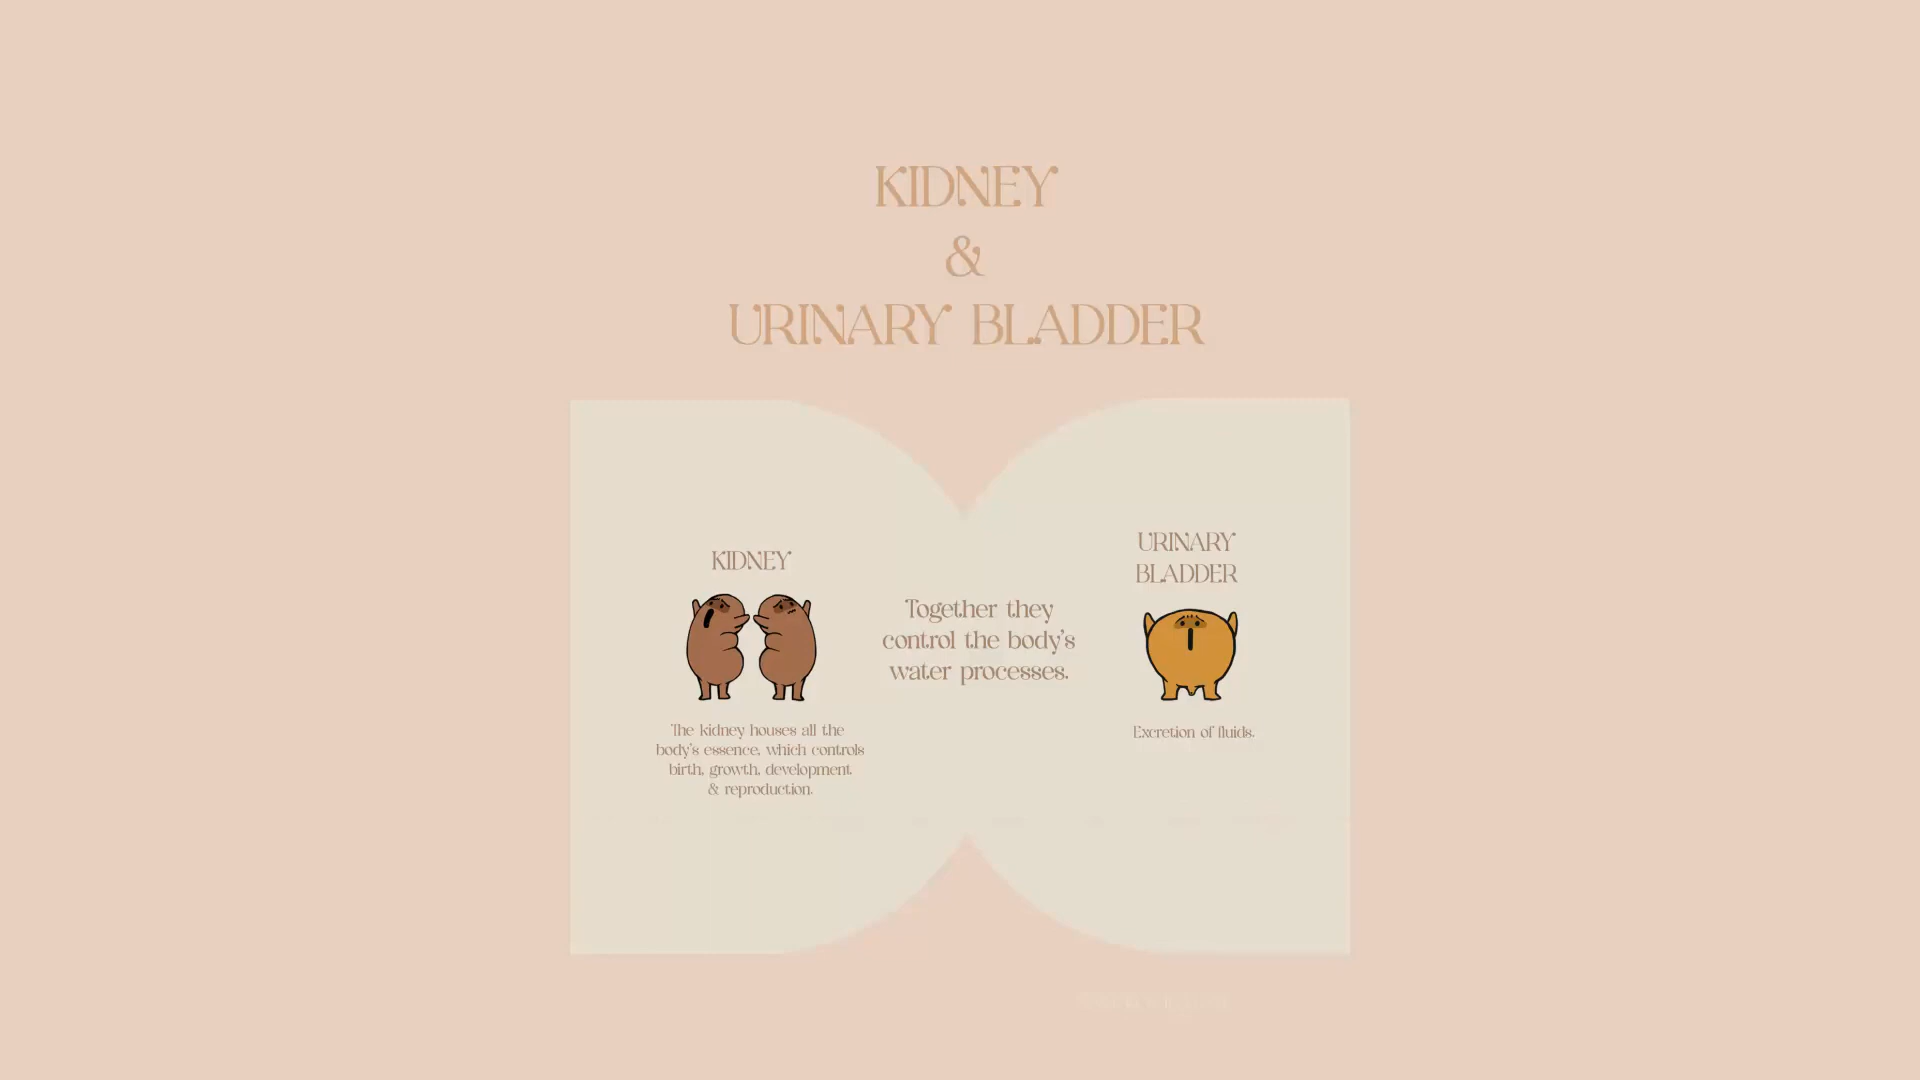 KIDNEY
&
URINARY BLADDER
KIDNEY
The kidney houses all the
body's essence, which controls
birth, growth, development
& reproduction.
Together they
control the body's
water processes.
URINARY
BLADDER
Excretion of fluids.